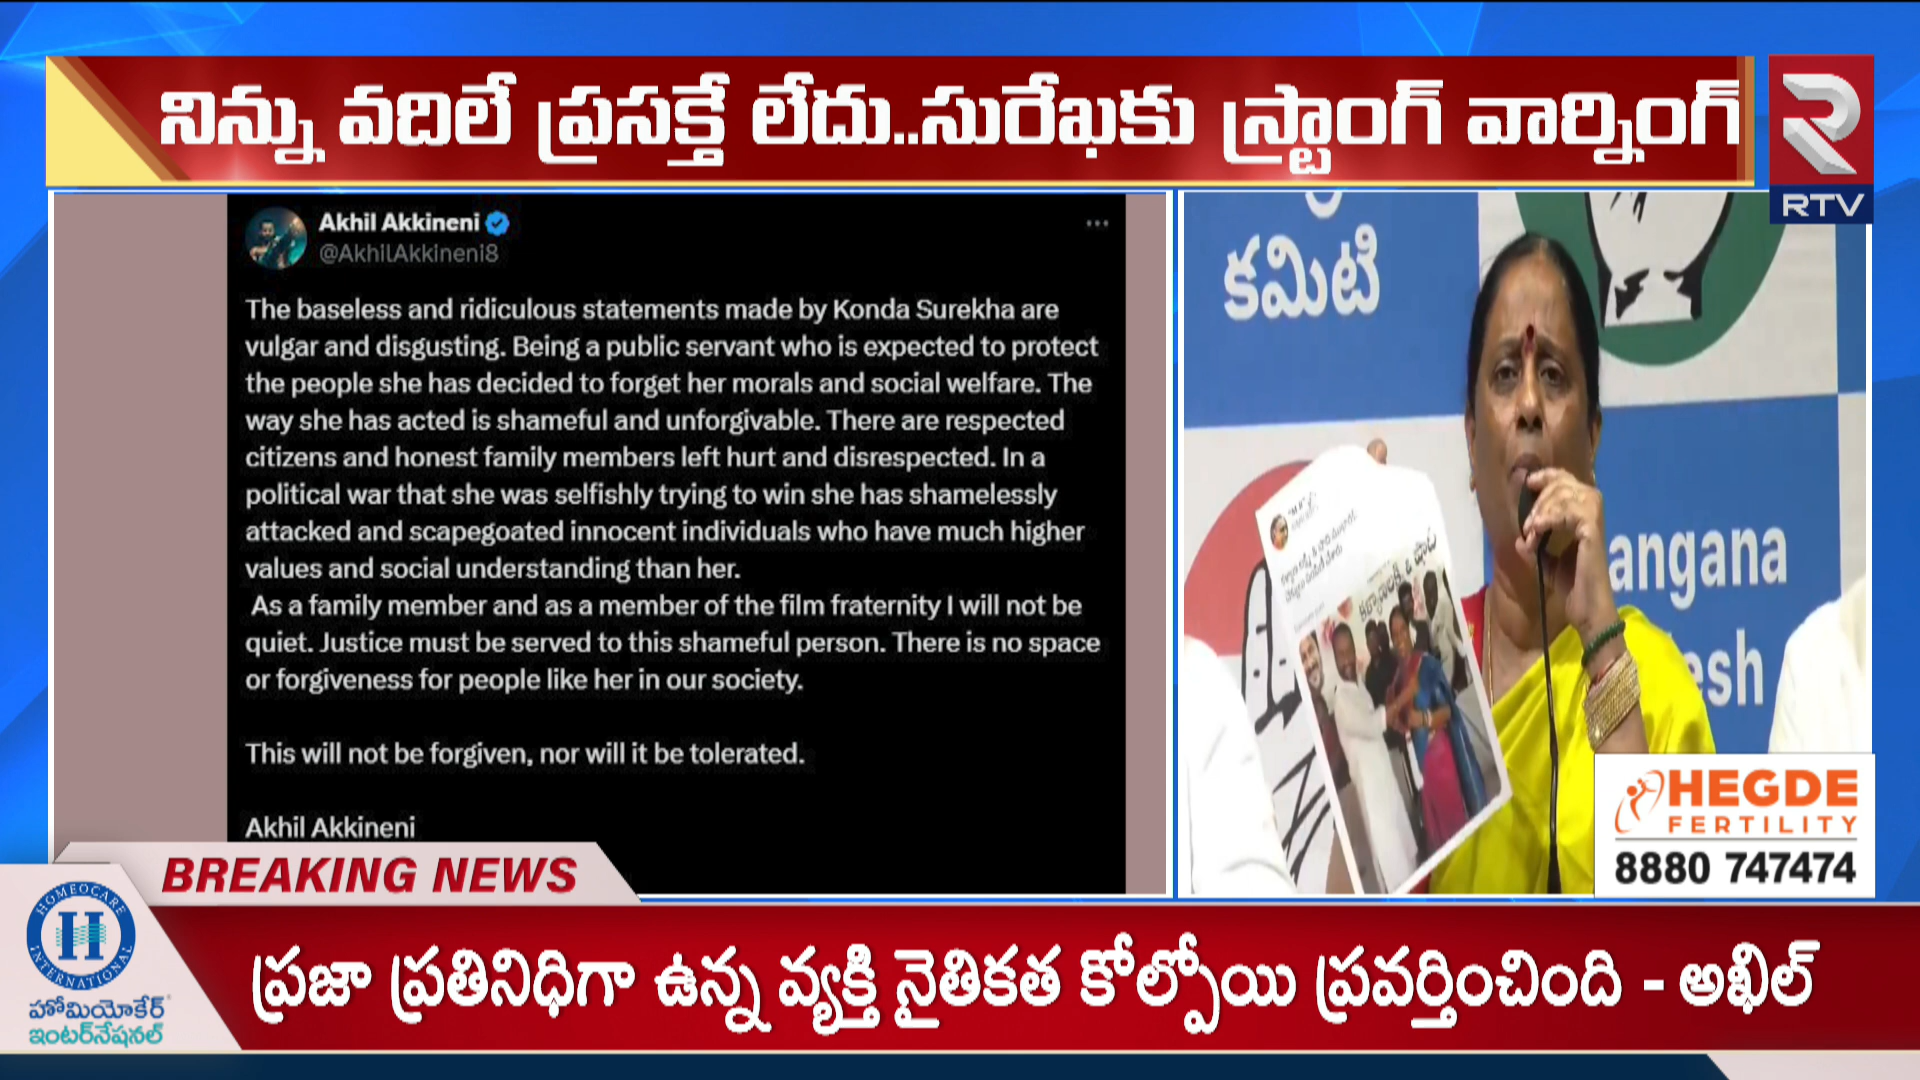 నిన్ను వదిలే ప్రసక్తే లేదు..సురేఖకు స్ట్రాంగ్ వార్నింగ్
RTV
Akhil Akkineni
@AkhilAkkineni8
The baseless and ridiculous statements made by Konda Surekha are
vulgar and disgusting. Being a public servant who is expected to protect
the people she has decided to forget her morals and social welfare. The
way she has acted is shameful and unforgivable. There are respected
citizens and honest family members left hurt and disrespected. In a
political war that she was selfishly trying to win she has shamelessly
attacked and scapegoated innocent individuals who have much higher
values and social understanding than her.
As a family member and as a member of the film fraternity I will not be
quiet. Justice must be served to this shameful person. There is no space
or forgiveness for people like her in our society.
This will not be forgiven, nor will it be tolerated.
Akhil Akkineni
కమిటి
angana
esh
HEGDE
FERTILITY
8880 747474
BREAKING NEWS
HOMEOCARE
INTERNATIONAL
హోమియోకేర్
ఇంటర్‌నేషనల్
ప్రజా ప్రతినిధిగా ఉన్న వ్యక్తి నైతికత కోల్పోయి ప్రవర్తించింది - అఖిల్